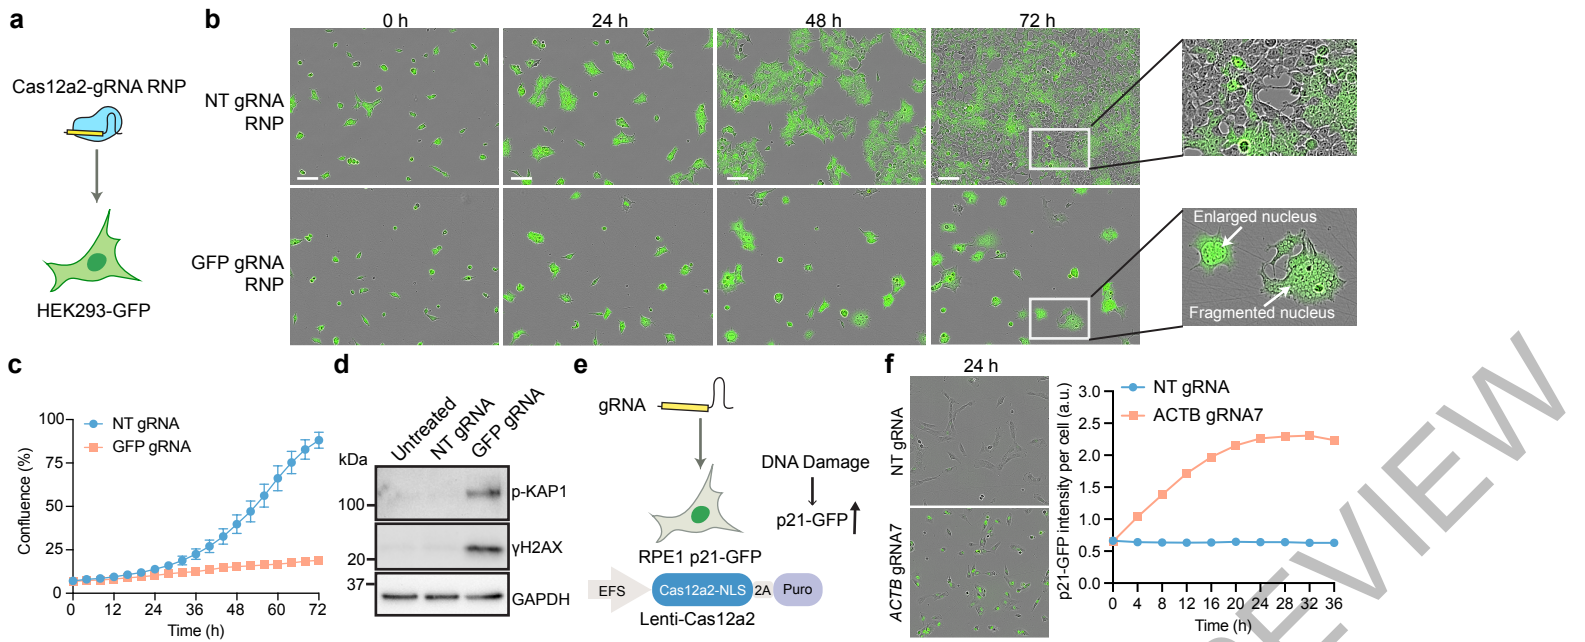 a
Cas12a2-gRNA RNP
HEK293-GFP
b
0 h
24 h
48 h
72 h
NT gRNA
RNP
GFP gRNA
RNP
Enlarged nucleus
Fragmented nucleus
c
NT gRNA
GFP gRNA
Confluence (%)
100
75
50
25
0
0 12 24 36 48 60 72
Time (h)
d
Untreated
NT gRNA
GFP gRNA
kDa
100
20
37
p-KAP1
γH2AX
GAPDH
e
gRNA
DNA Damage
p21-GFP
RPE1 p21-GFP
EFS
Cas12a2-NLS
2A
Puro
Lenti-Cas12a2
f
24 h
NT gRNA
ACTB gRNA7
p21-GFP intensity per cell (a.u.)
3.0
2.5
2.0
1.5
1.0
0.5
0.0
NT gRNA
ACTB gRNA7
0 4 8 12 16 20 24 28 32 36
Time (h)
REVIEW